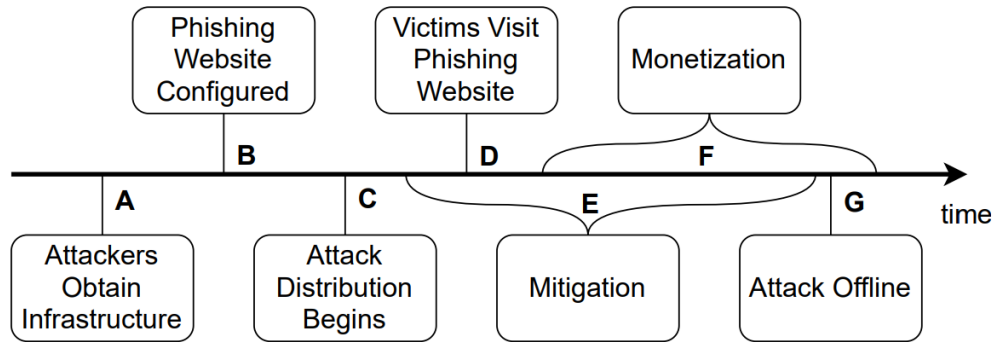 Phishing
Website
Configured
Victims Visit
Phishing
Website
Monetization
B
D
F
A
C
E
G
time
Attackers
Obtain
Infrastructure
Attack
Distribution
Begins
Mitigation
Attack Offline